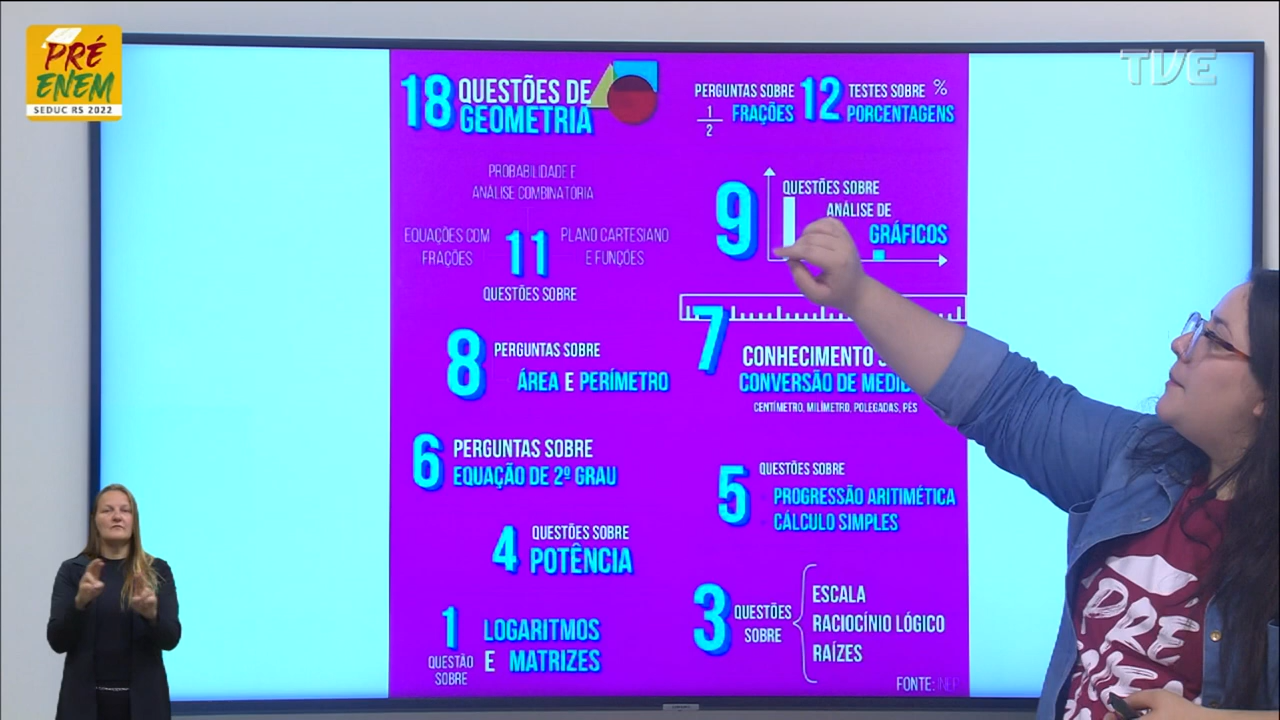 PRÉ
ENEM
SEDUC RS 2022
TVE
18 QUESTÕES DE
GEOMETRIA
PERGUNTAS SOBRE
1
2
FRAÇÕES
12
TESTES SOBRE %
PORCENTAGENS
PROBABILIDADE E
ANÁLISE COMBINATÓRIA
EQUAÇÕES COM
FRAÇÕES
11
PLANO CARTESIANO
E FUNÇÕES
QUESTÕES SOBRE
9
QUESTÕES SOBRE
ANÁLISE DE
GRÁFICOS
8 PERGUNTAS SOBRE
ÁREA E PERÍMETRO
7
CONHECIMENTO
CONVERSÃO DE
CENTÍMETRO, MILÍMETRO, POLEGADAS, PÉS
6 PERGUNTAS SOBRE
EQUAÇÃO DE 2º GRAU
5 QUESTÕES SOBRE
PROGRESSÃO ARITIMÉTICA
CÁLCULO SIMPLES
4 QUESTÕES SOBRE
POTÊNCIA
3 QUESTÕES
SOBRE
ESCALA
RACIOCÍNIO LÓGICO
RAÍZES
1
QUESTÃO
SOBRE
LOGARITMOS
E MATRIZES
FONTE: INEP
PRÉ